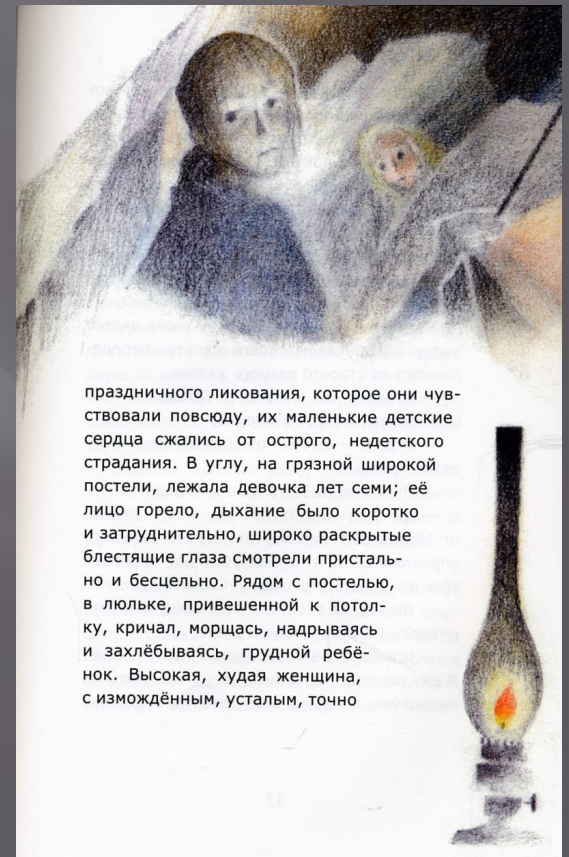 праздничного ликования, которое они чув-
ствовали повсюду, их маленькие детские
сердца сжались от острого, недетского
страдания. В углу, на грязной широкой
постели, лежала девочка лет семи; её
лицо горело, дыхание было коротко
и затруднительно, широко раскрытые
блестящие глаза смотрели присталь-
но и бесцельно. Рядом с постелью,
в люльке, привешенной к потол-
ку, кричал, морщась, надрываясь
и захлёбываясь, грудной ребё-
нок. Высокая, худая женщина,
с измождённым, усталым, точно